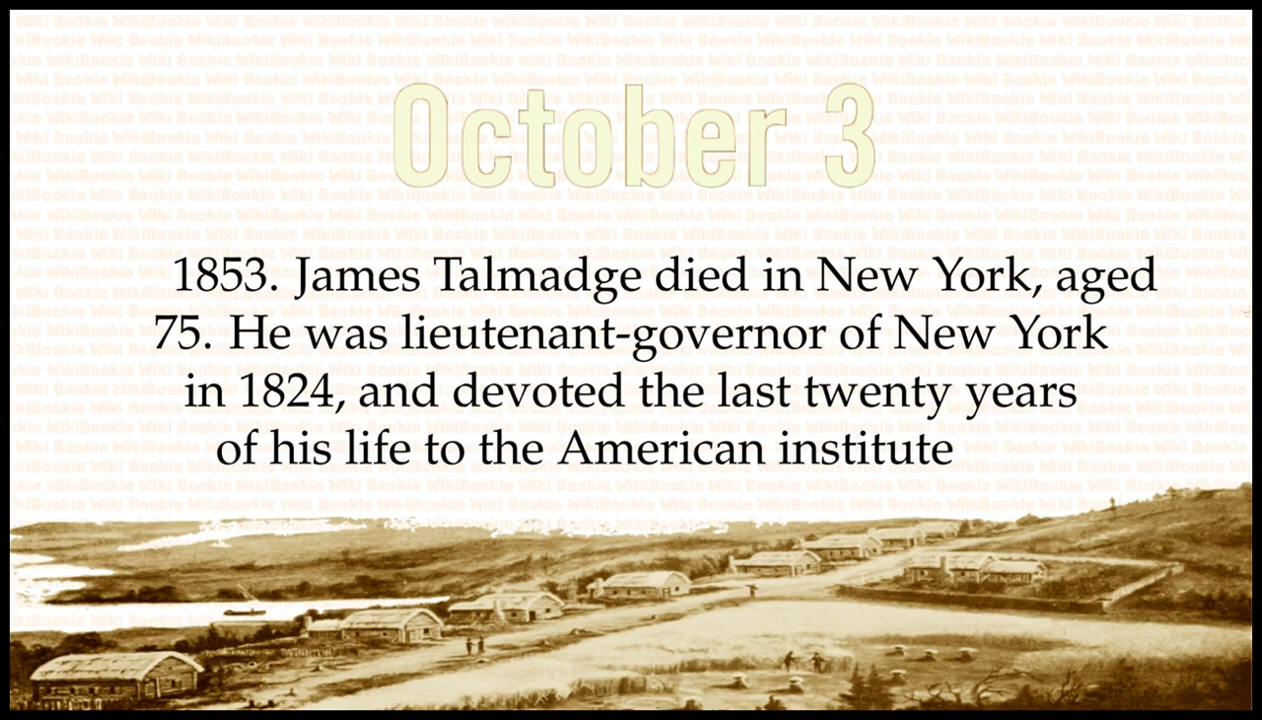 October 3
1853. James Talmadge died in New York, aged
75. He was lieutenant-governor of New York
in 1824, and devoted the last twenty years
of his life to the American institute